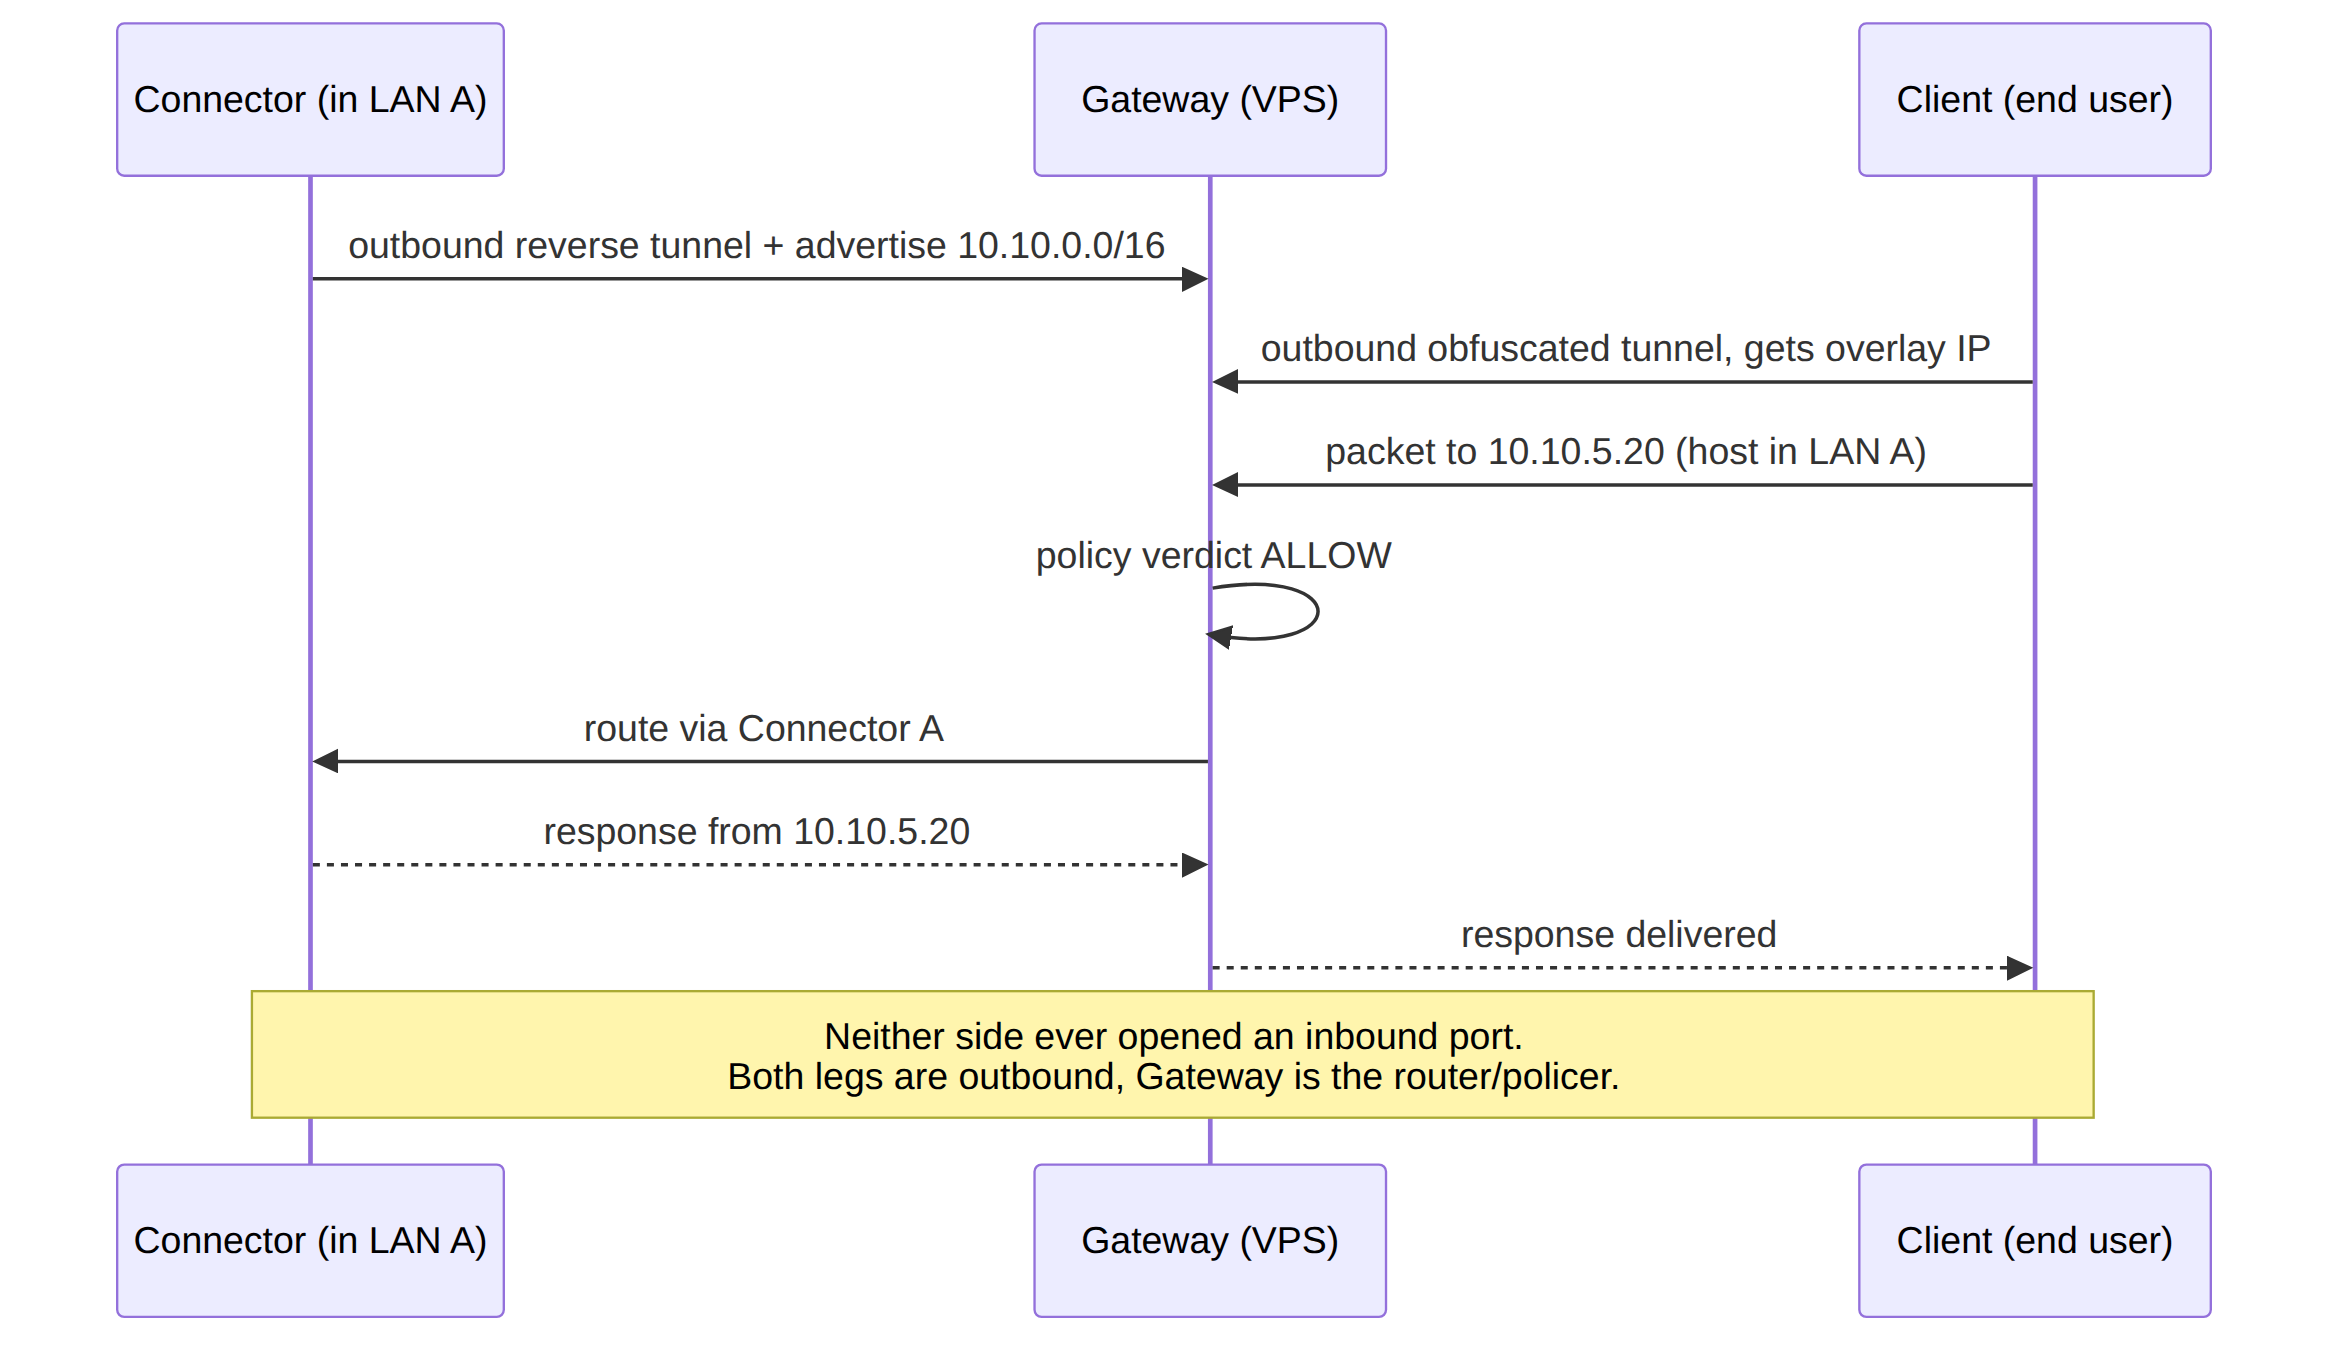 Connector (in LAN A)
Gateway (VPS)
Client (end user)
outbound reverse tunnel + advertise 10.10.0.0/16
outbound obfuscated tunnel, gets overlay IP
packet to 10.10.5.20 (host in LAN A)
policy verdict ALLOW
route via Connector A
response from 10.10.5.20
response delivered
Neither side ever opened an inbound port.
Both legs are outbound, Gateway is the router/policer.
Connector (in LAN A)
Gateway (VPS)
Client (end user)